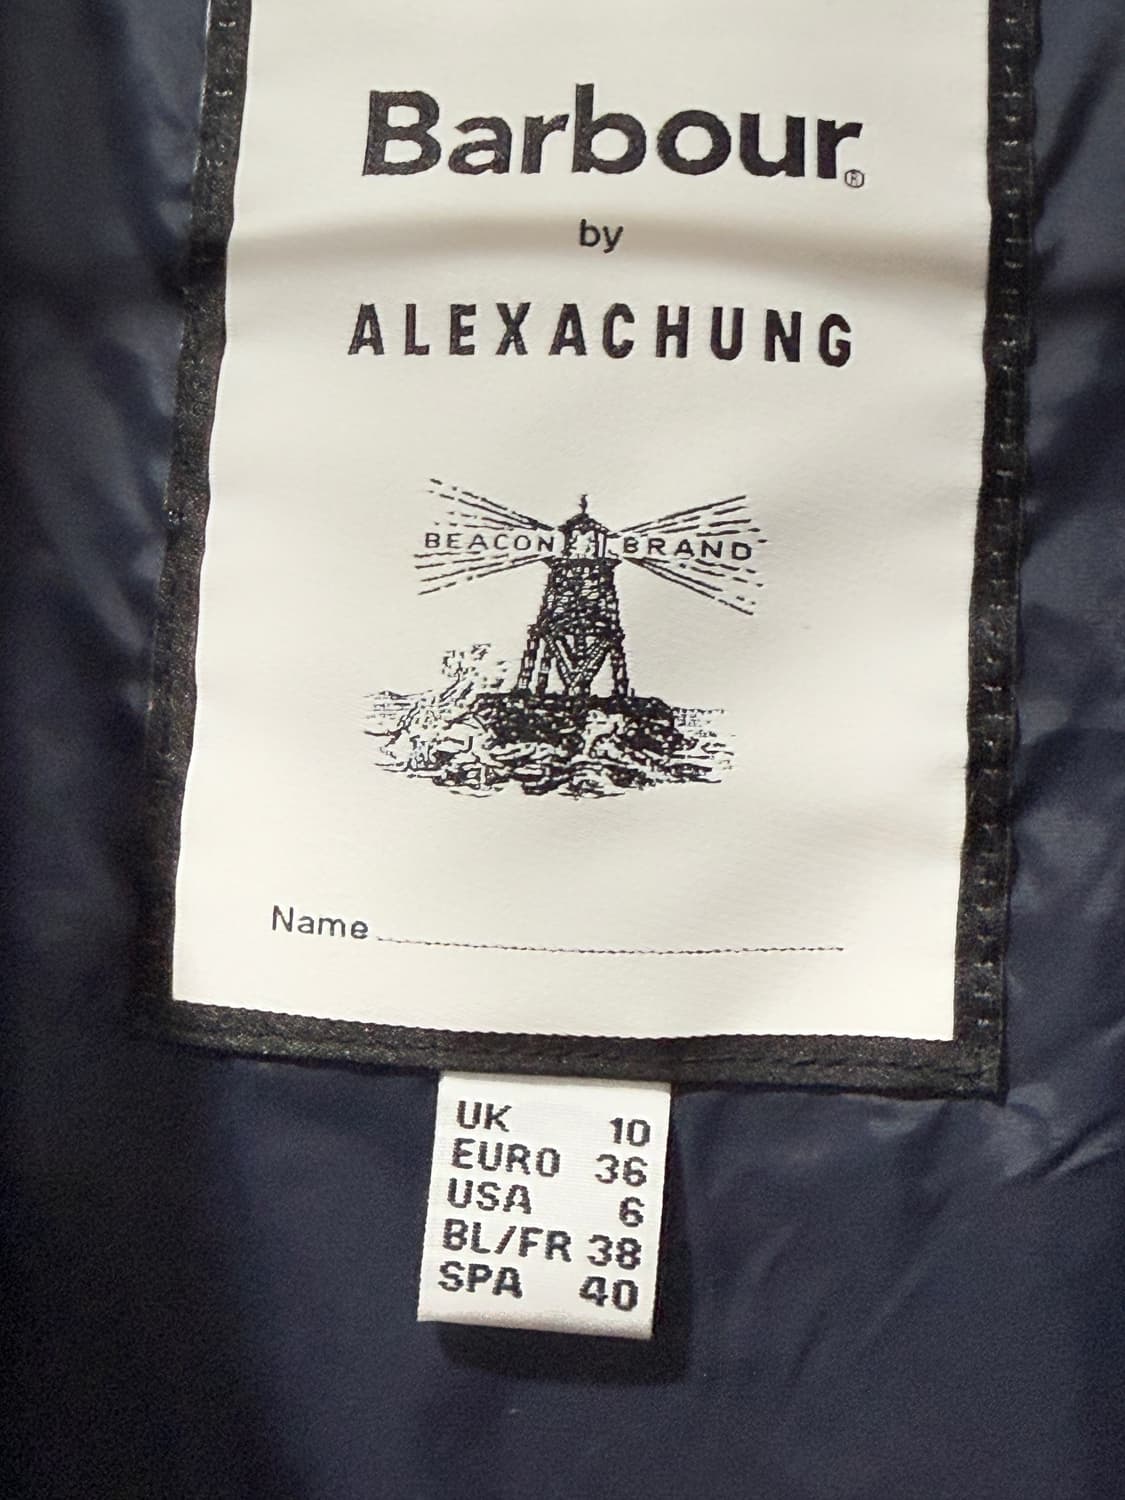 Barbour®
by
ALEXACHUNG
BEACON BRAND
Name
UK 10
EURO 36
USA 6
BL/FR 38
SPA 40